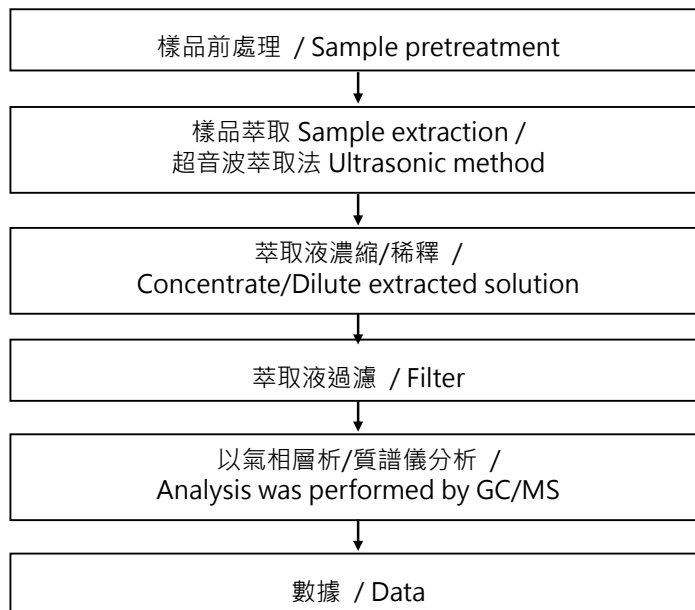 樣品前處理 / Sample pretreatment
樣品萃取 Sample extraction /
超音波萃取法 Ultrasonic method
萃取液濃縮/稀釋 /
Concentrate/Dilute extracted solution
萃取液過濾 / Filter
以氣相層析/質譜儀分析 /
Analysis was performed by GC/MS
數據 / Data